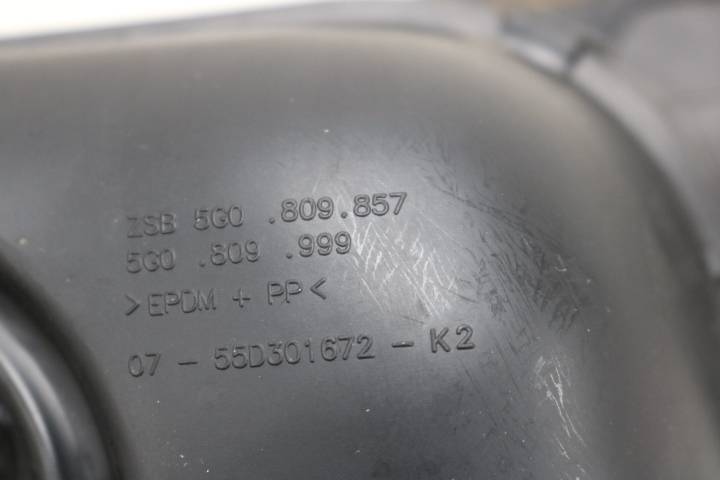 ZSB 5G0 .809.857
5G0 .809 .999
>EPDM + PP<
07 - 55D301672 - K2